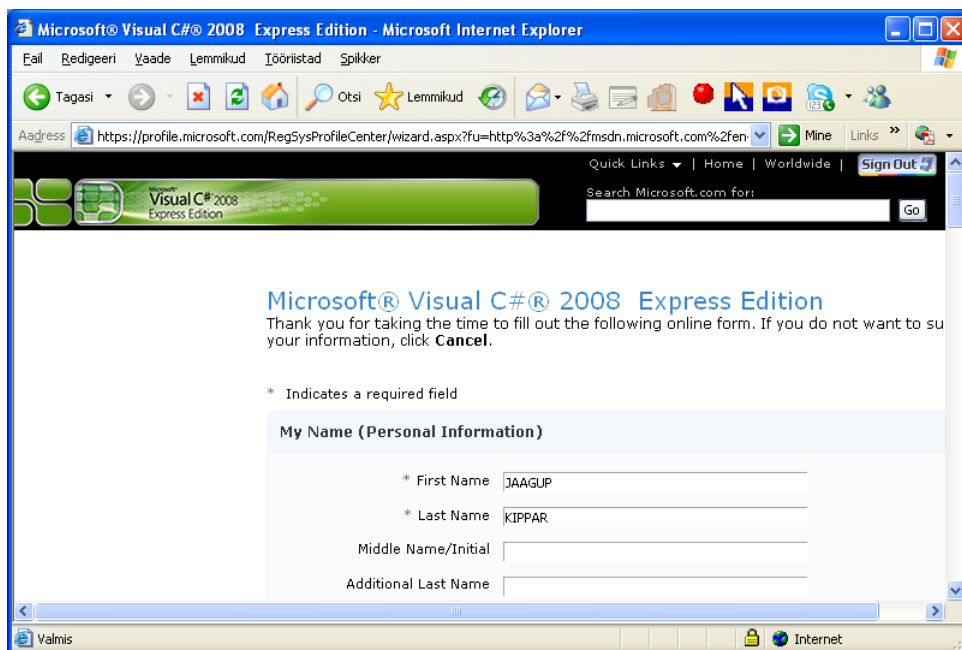 Microsoft® Visual C#® 2008 Express Edition - Microsoft Internet Explorer
Fail Redigeeri Vaade Lemmikud Tööriistad Spikker
Tagasi Otsi Lemmikud
Aadress https://profile.microsoft.com/RegSysProfileCenter/wizard.aspx?fu=http%3a%2f%2fmsdn.microsoft.com%2fen- Mine Links »
Quick Links | Home | Worldwide | Sign Out
Search Microsoft.com for:
Go
Microsoft
Visual C# 2008
Express Edition
Microsoft® Visual C#® 2008 Express Edition
Thank you for taking the time to fill out the following online form. If you do not want to su
your information, click Cancel.
* Indicates a required field
My Name (Personal Information)
* First Name JAAGUP
* Last Name KIPPAR
Middle Name/Initial
Additional Last Name
Valmis Internet